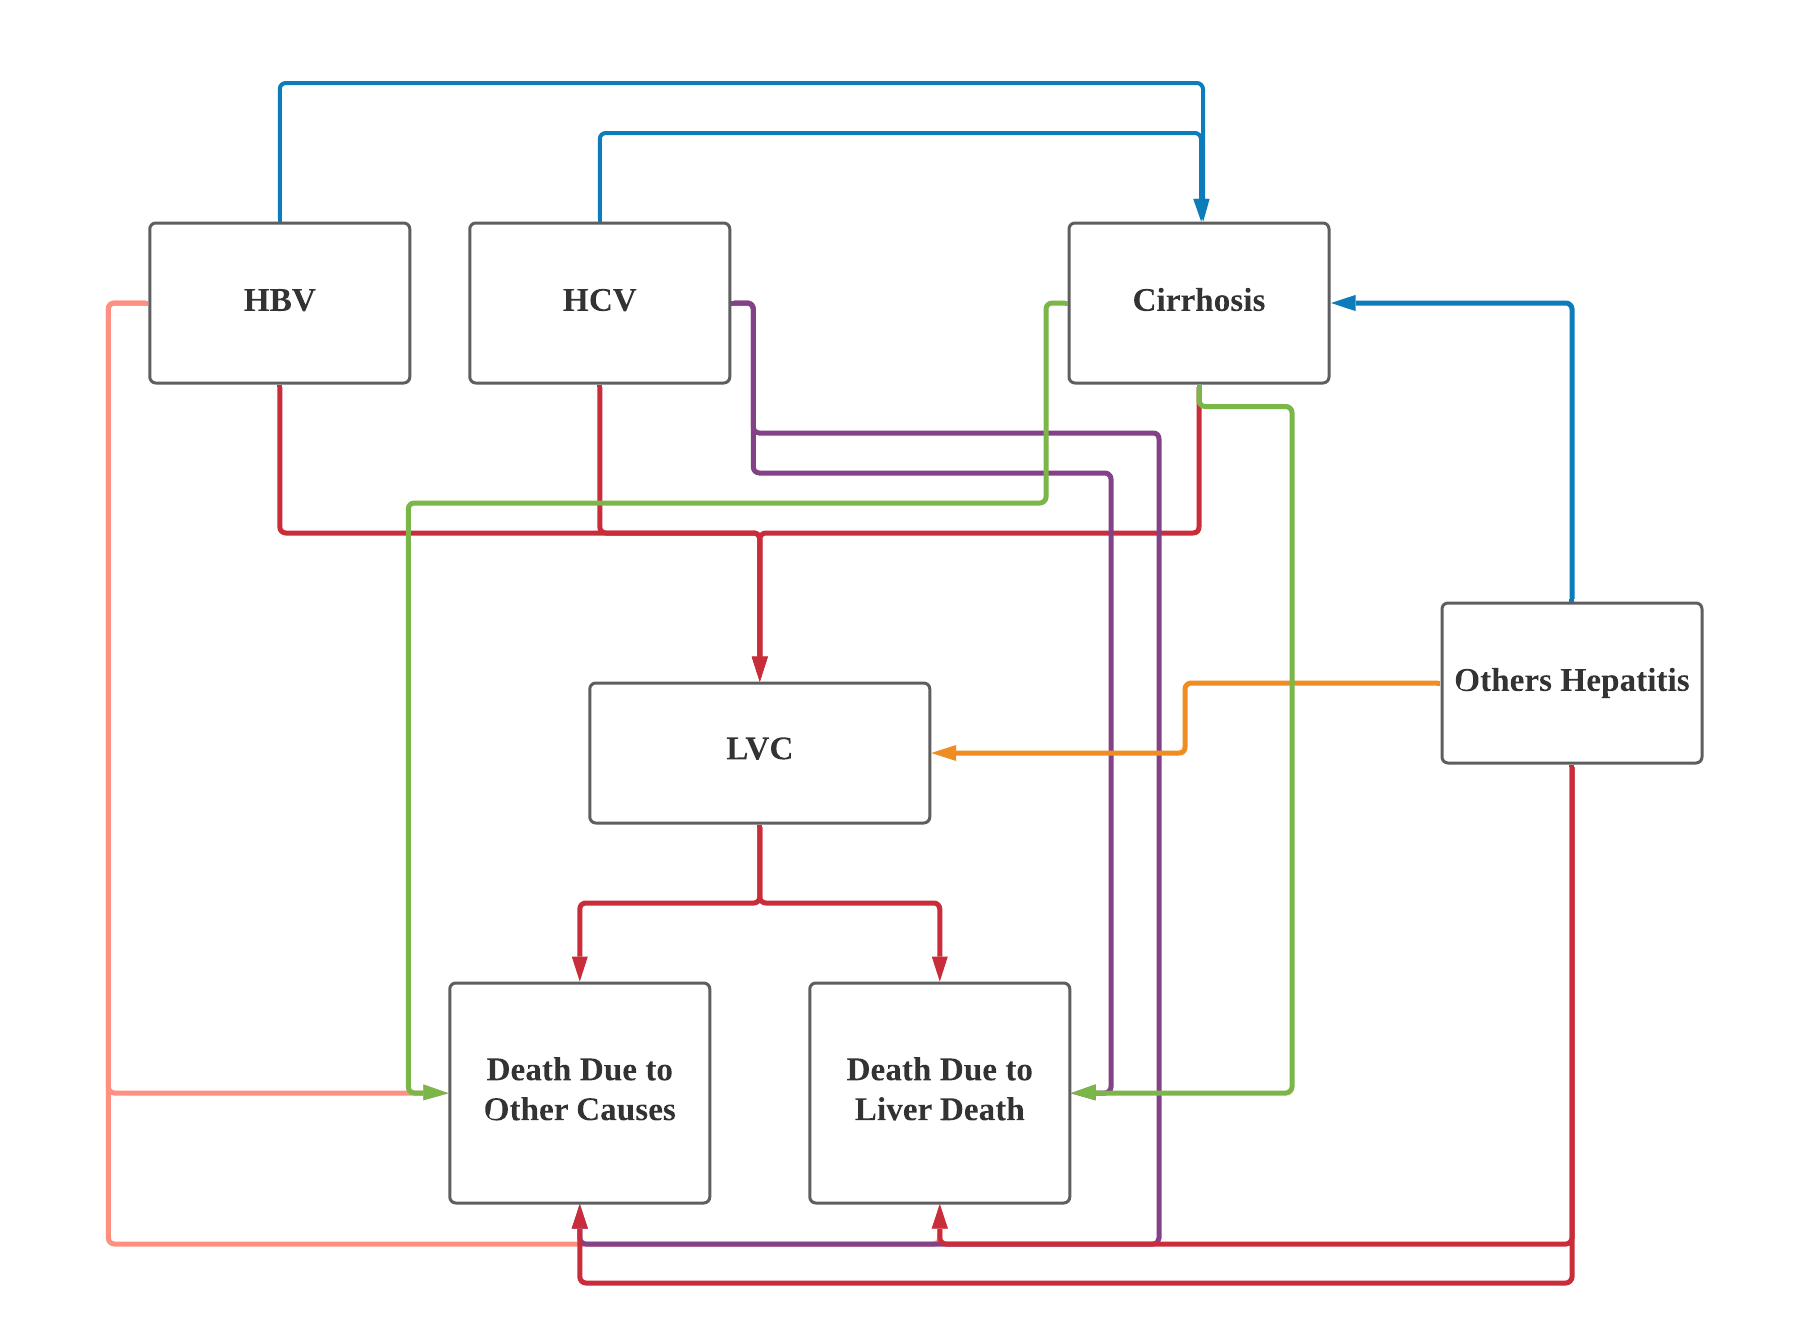 HBV
HCV
Cirrhosis
Others Hepatitis
LVC
Death Due to
Other Causes
Death Due to
Liver Death